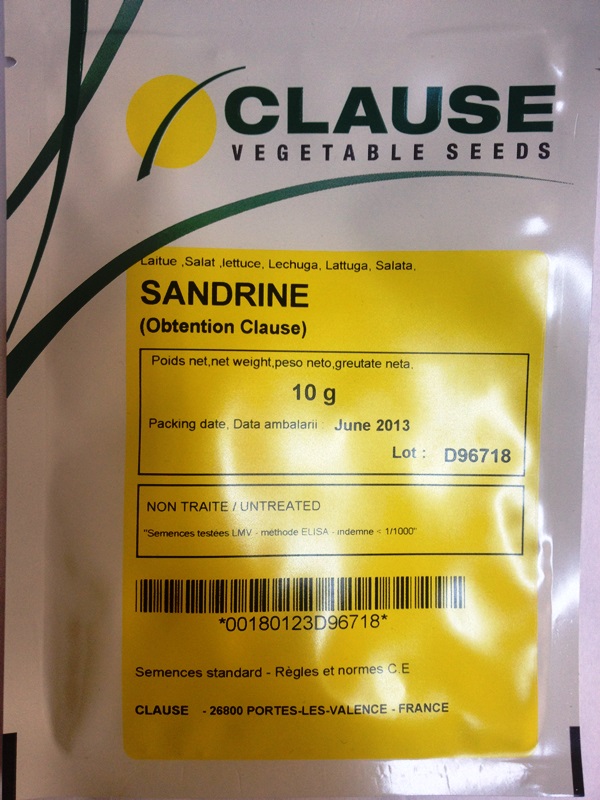 CLAUSE
VEGETABLE SEEDS
Laitue ,Salat ,lettuce, Lechuga, Lattuga, Salata,
SANDRINE
(Obtention Clause)
Poids net,net weight,peso neto,greutate neta,
10 g
Packing date, Data ambalarii June 2013
Lot : D96718
NON TRAITE / UNTREATED
"Semences testées LMV - méthode ELISA - indemne < 1/1000"
*00180123D96718*
Semences standard - Règles et normes C.E
CLAUSE - 26800 PORTES-LES-VALENCE - FRANCE